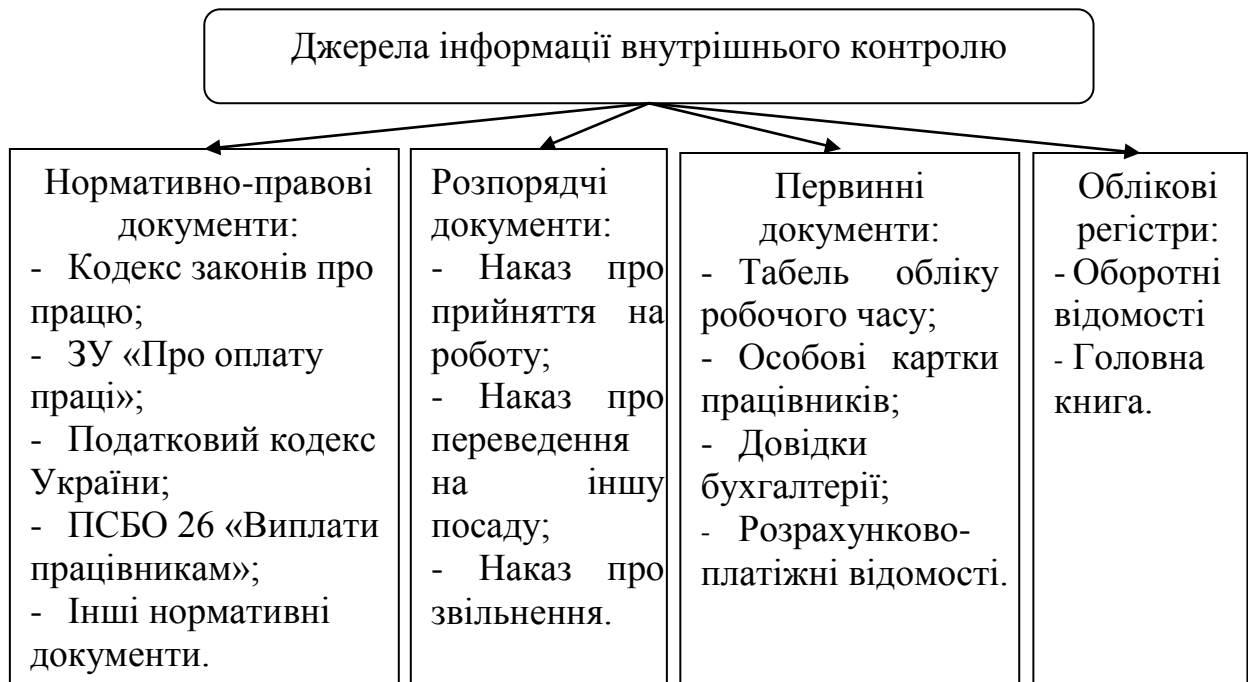 Джерела інформації внутрішнього контролю
Нормативно-правові
документи:
- Кодекс законів про
працю;
- ЗУ «Про оплату
праці»;
- Податковий кодекс
України;
- ПСБО 26 «Виплати
працівникам»;
- Інші нормативні
документи.
Розпорядчі
документи:
- Наказ про
прийняття на
роботу;
- Наказ про
переведення
на іншу
посаду;
- Наказ про
звільнення.
Первинні
документи:
- Табель обліку
робочого часу;
- Особові картки
працівників;
- Довідки
бухгалтерії;
- Розрахунково-
платіжні відомості.
Облікові
регістри:
- Оборотні
відомості
- Головна
книга.